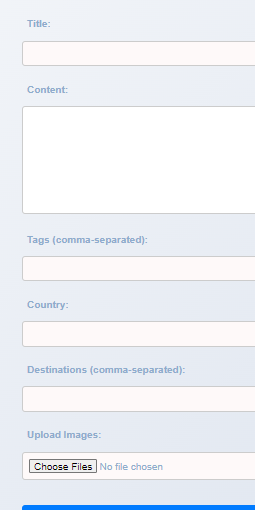 Title:
Content:
Tags (comma-separated):
Country:
Destinations (comma-separated):
Upload Images:
Choose Files No file chosen